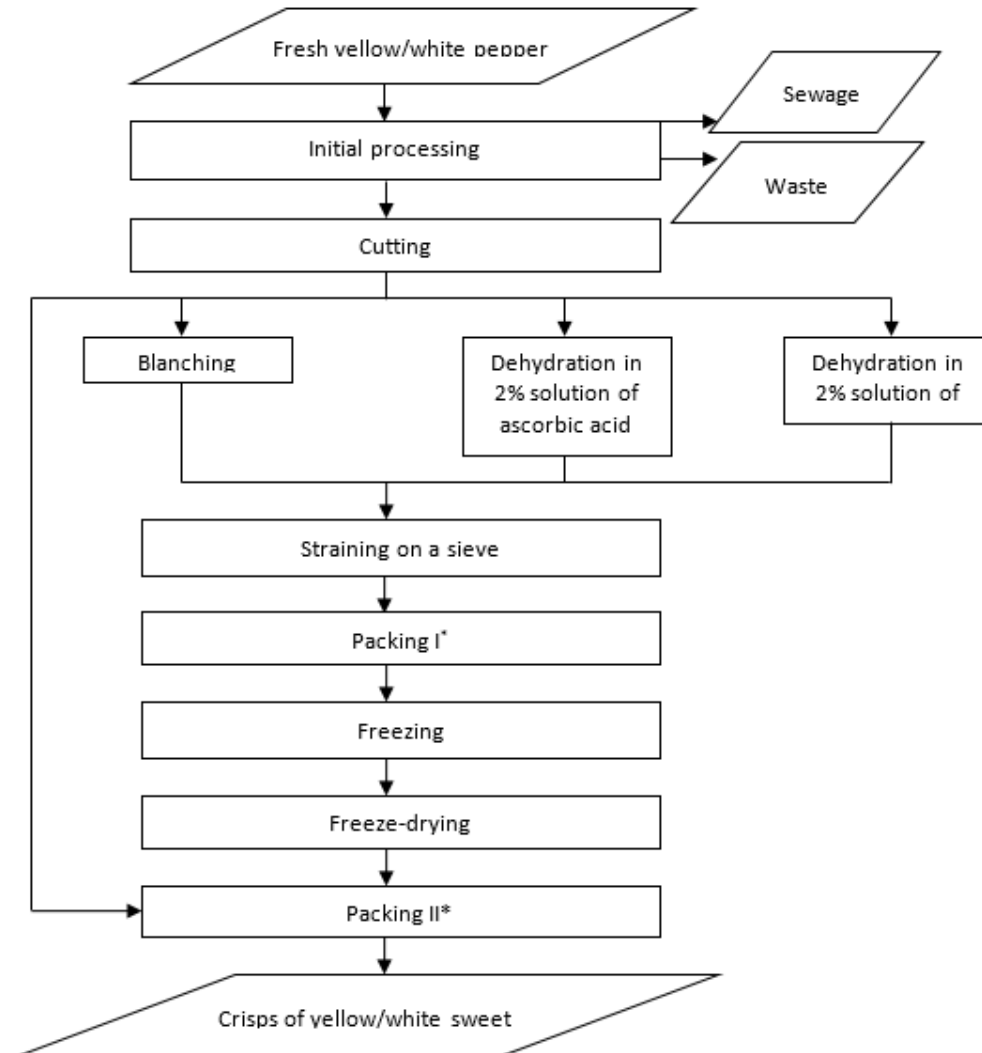 Fresh yellow/white pepper
Sewage
Initial processing
Waste
Cutting
Blanching
Dehydration in
2% solution of
ascorbic acid
Dehydration in
2% solution of
Straining on a sieve
Packing I*
Freezing
Freeze-drying
Packing II*
Crisps of yellow/white sweet